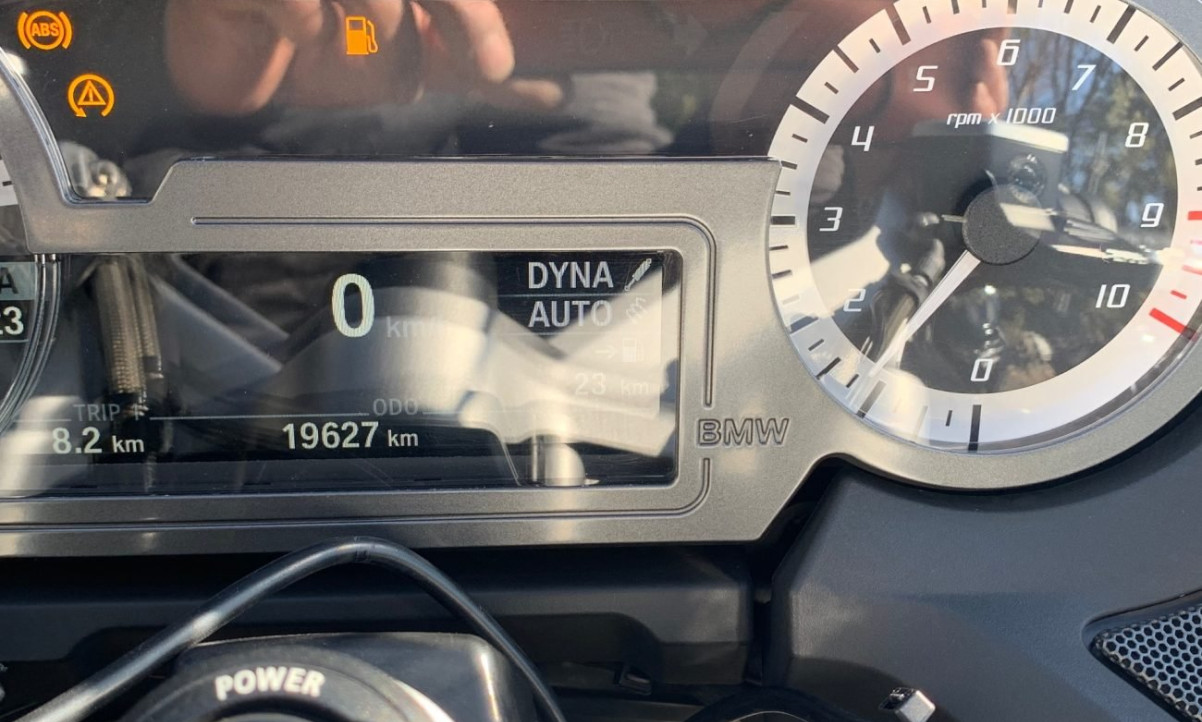 ABS
5
6
7
rpm x 1000
4
8
3
9
2
10
0
A
23
DYNA
AUTO
0 km/h
→ 23 km
TRIP
8.2 km
ODO
19627 km
BMW
POWER